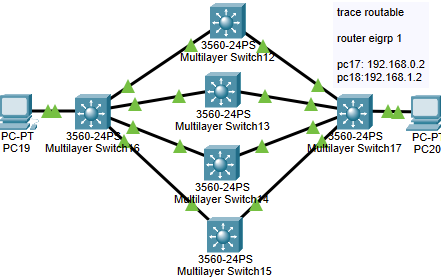 trace routable
router eigrp 1
pc17: 192.168.0.2
pc18:192.168.1.2
3560-24PS
Multilayer Switch12
3560-24PS
Multilayer Switch13
PC-PT
PC19
3560-24PS
Multilayer Switch16
3560-24PS
Multilayer Switch17
PC-PT
PC20
3560-24PS
Multilayer Switch14
3560-24PS
Multilayer Switch15